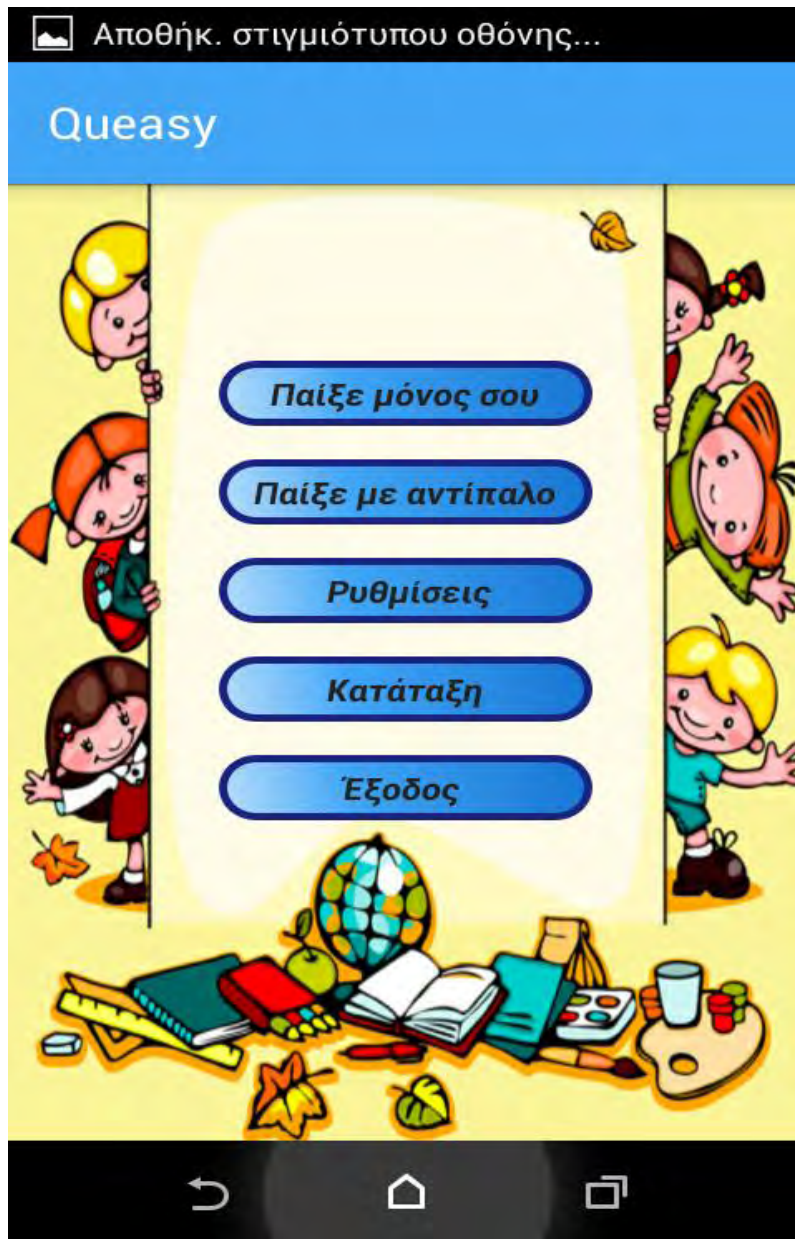 Αποθήκ. στιγμιότυπου οθόνης...
Queasy
Παίξε μόνος σου
Παίξε με αντίπαλο
Ρυθμίσεις
Κατάταξη
Έξοδος